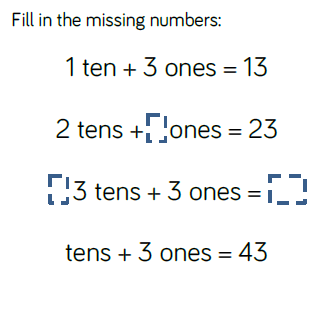 Fill in the missing numbers:
1 ten + 3 ones = 13
2 tens + ones = 23
3 tens + 3 ones =
tens + 3 ones = 43